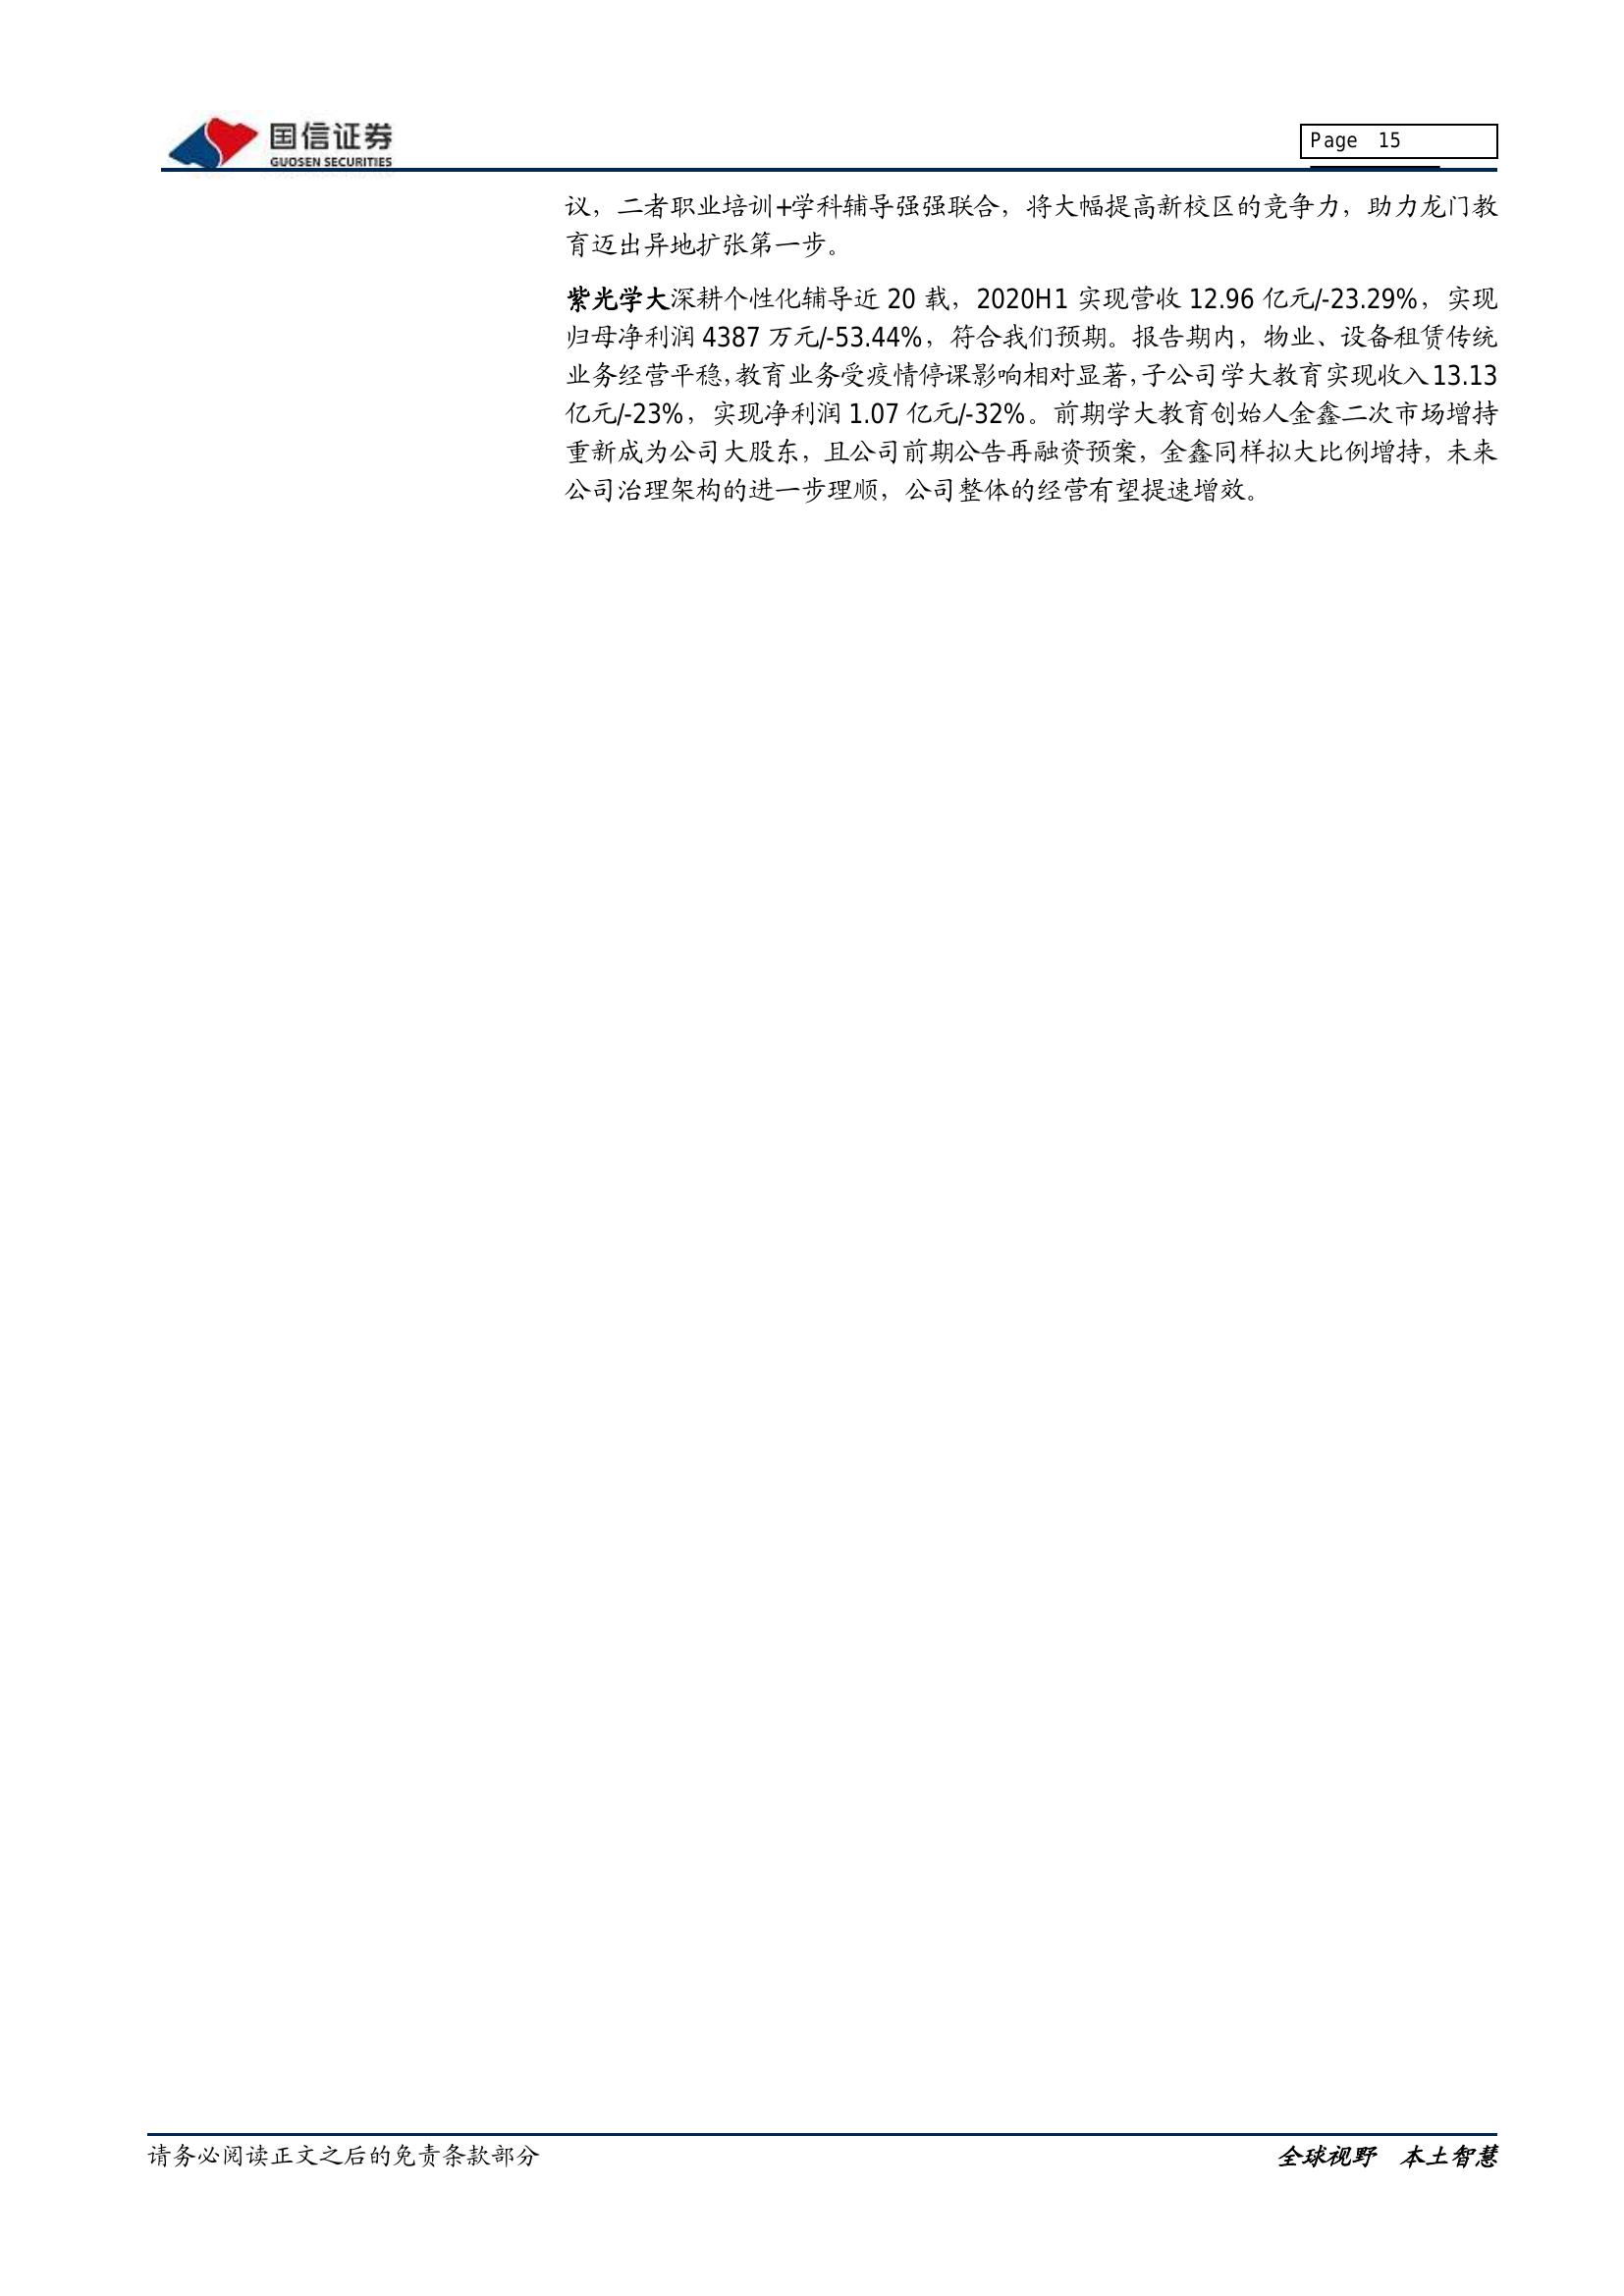 国信证券
GUOSEN SECURITIES
Page 15
议，二者职业培训+学科辅导强强联合，将大幅提高新校区的竞争力，助力龙门教
育迈出异地扩张第一步。
紫光学大深耕个性化辅导近 20 载，2020H1 实现营收 12.96 亿元/-23.29%，实现
归母净利润 4387 万元/-53.44%，符合我们预期。报告期内，物业、设备租赁传统
业务经营平稳，教育业务受疫情停课影响相对显著，子公司学大教育实现收入 13.13
亿元/-23%，实现净利润 1.07 亿元/-32%。前期学大教育创始人金鑫二次市场增持
重新成为公司大股东，且公司前期公告再融资预案，金鑫同样拟大比例增持，未来
公司治理架构的进一步理顺，公司整体的经营有望提速增效。
请务必阅读正文之后的免责条款部分
全球视野 本土智慧